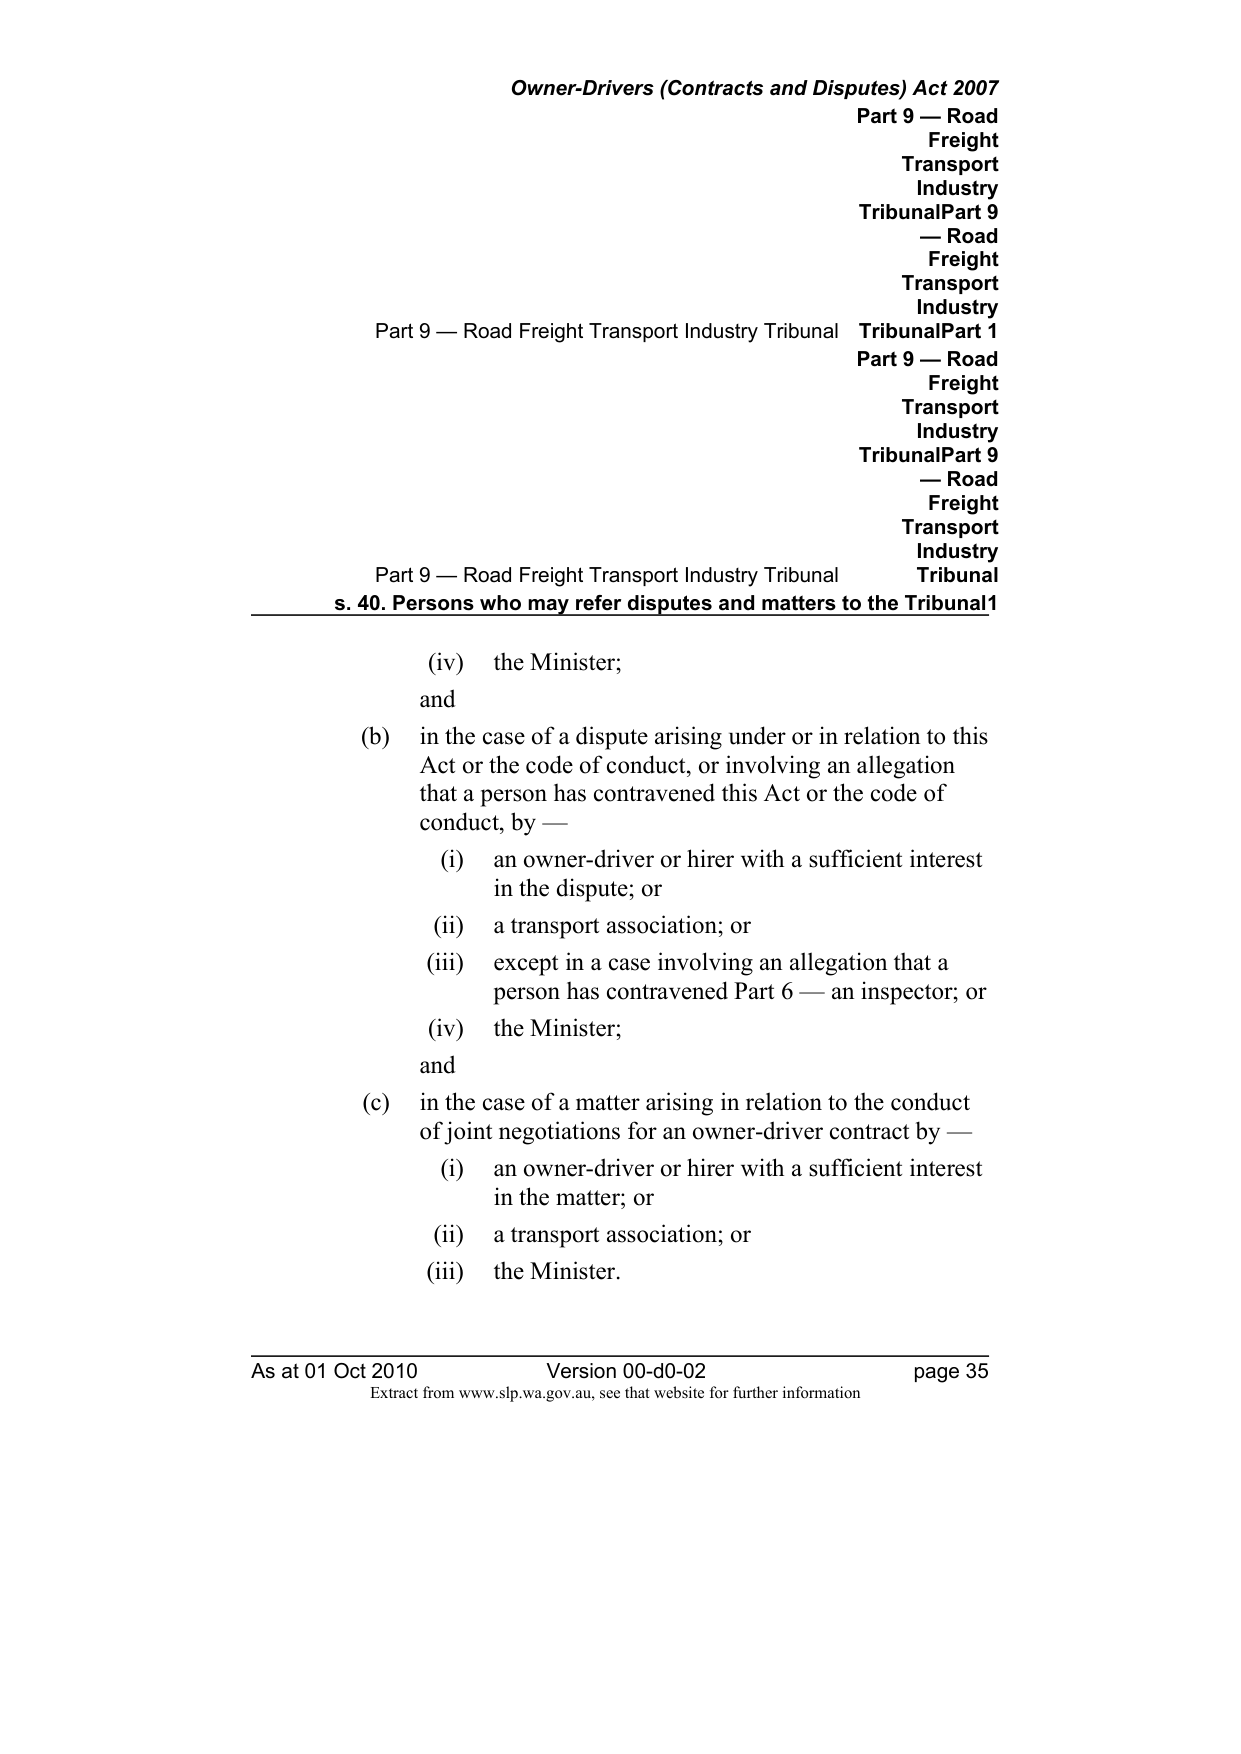 Owner-Drivers (Contracts and Disputes) Act 2007
Part 9 — Road
Freight
Transport
Industry
TribunalPart 9
— Road
Freight
Transport
Industry
Part 9 — Road Freight Transport Industry Tribunal TribunalPart 1
Part 9 — Road
Freight
Transport
Industry
TribunalPart 9
— Road
Freight
Transport
Industry
Part 9 — Road Freight Transport Industry Tribunal Tribunal
s. 40. Persons who may refer disputes and matters to the Tribunal1
(iv) the Minister;
and
(b) in the case of a dispute arising under or in relation to this
Act or the code of conduct, or involving an allegation
that a person has contravened this Act or the code of
conduct, by —
(i) an owner-driver or hirer with a sufficient interest
in the dispute; or
(ii) a transport association; or
(iii) except in a case involving an allegation that a
person has contravened Part 6 — an inspector; or
(iv) the Minister;
and
(c) in the case of a matter arising in relation to the conduct
of joint negotiations for an owner-driver contract by —
(i) an owner-driver or hirer with a sufficient interest
in the matter; or
(ii) a transport association; or
(iii) the Minister.
As at 01 Oct 2010 Version 00-d0-02 page 35
Extract from www.slp.wa.gov.au, see that website for further information